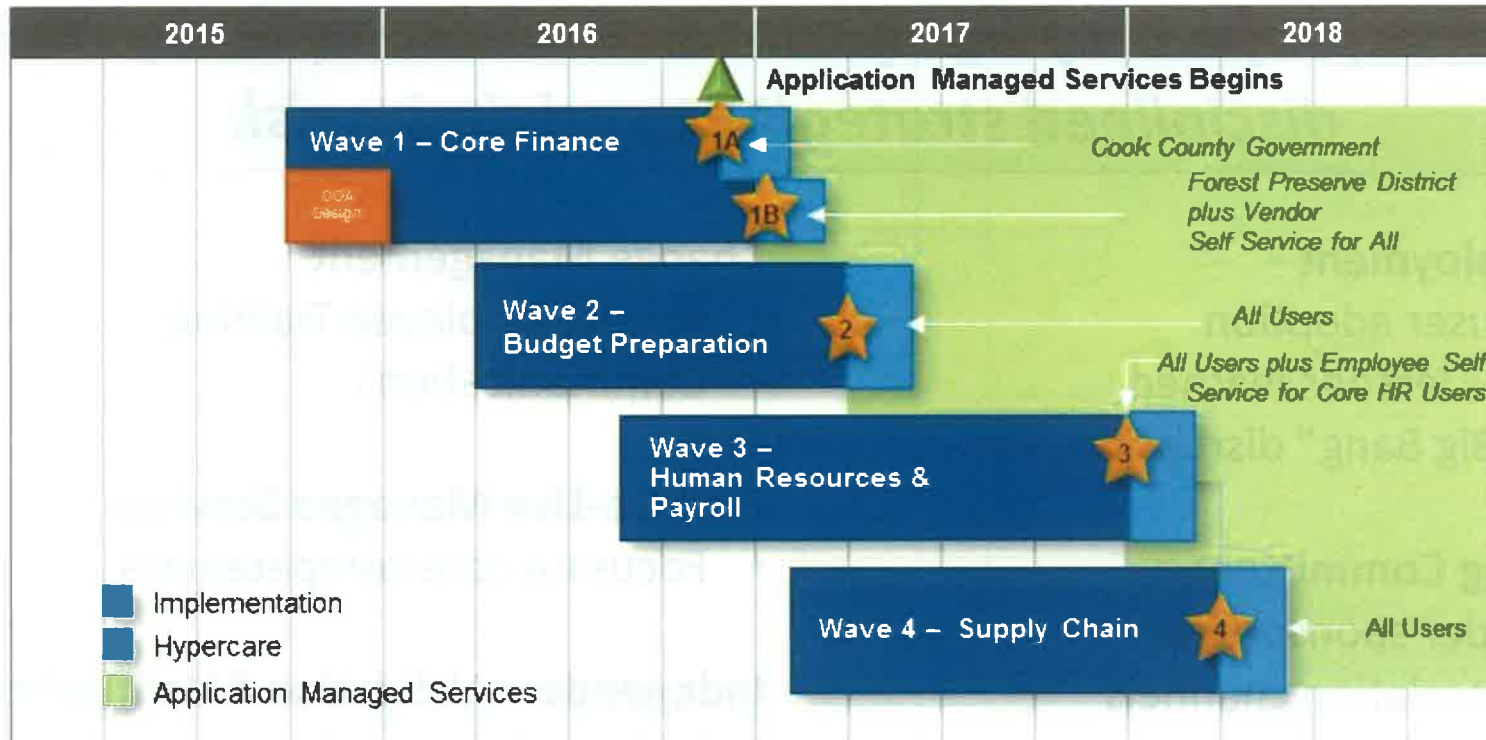 2015 2016 2017 2018
Application Managed Services Begins
Wave 1 – Core Finance
1A
Cook County Government
Design
1B
Forest Preserve District
plus Vendor
Self Service for All
Wave 2 –
Budget Preparation
2
All Users
All Users plus Employee Self
Service for Core HR Users
Wave 3 –
Human Resources &
Payroll
3
Wave 4 – Supply Chain
4
All Users
Implementation
Hypercare
Application Managed Services